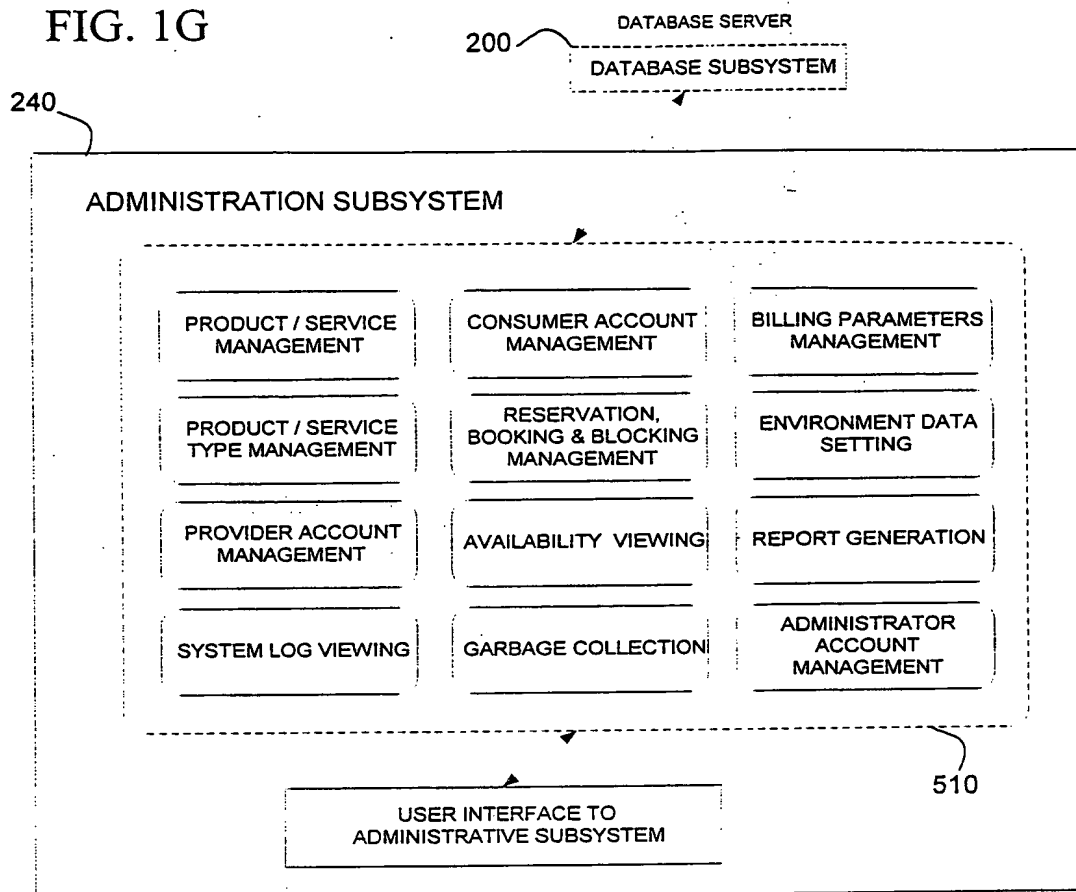 FIG. 1G
DATABASE SERVER
200
DATABASE SUBSYSTEM
240
ADMINISTRATION SUBSYSTEM
PRODUCT / SERVICE
MANAGEMENT
CONSUMER ACCOUNT
MANAGEMENT
BILLING PARAMETERS
MANAGEMENT
PRODUCT / SERVICE
TYPE MANAGEMENT
RESERVATION,
BOOKING & BLOCKING
MANAGEMENT
ENVIRONMENT DATA
SETTING
PROVIDER ACCOUNT
MANAGEMENT
AVAILABILITY VIEWING
REPORT GENERATION
SYSTEM LOG VIEWING
GARBAGE COLLECTION
ADMINISTRATOR
ACCOUNT
MANAGEMENT
510
USER INTERFACE TO
ADMINISTRATIVE SUBSYSTEM